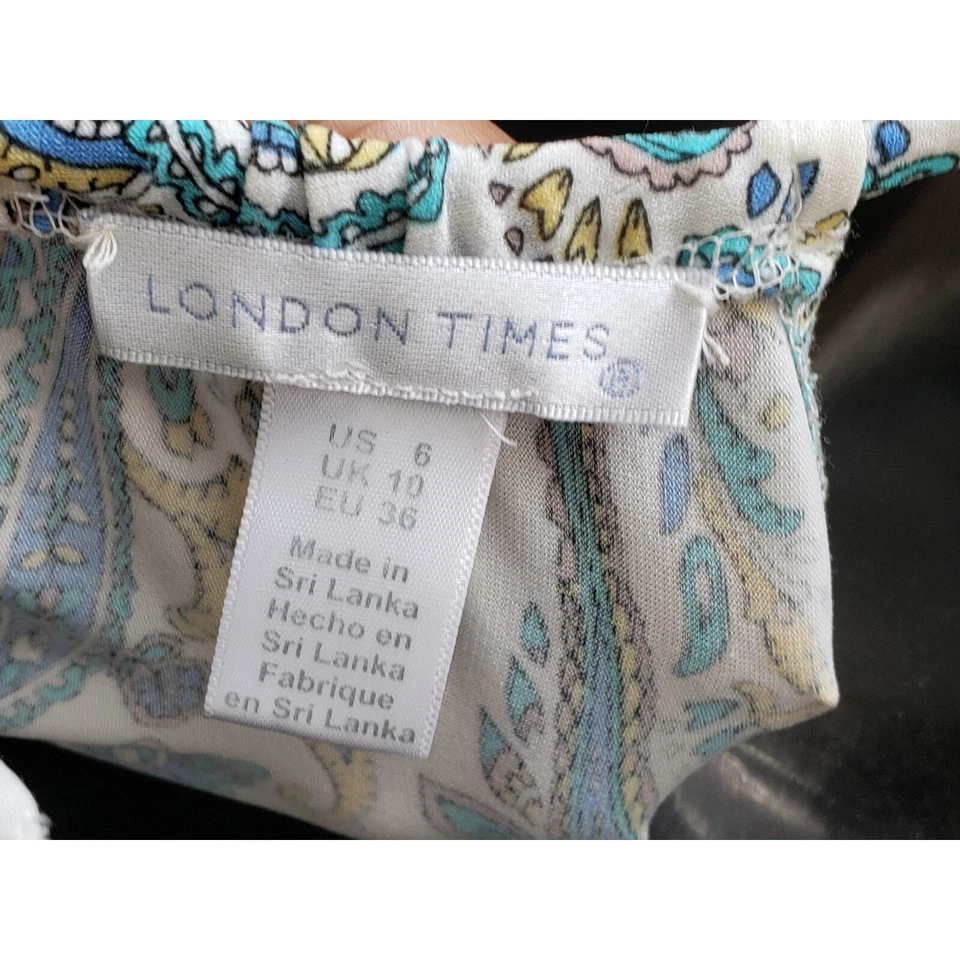 LONDON TIMES®
US 6
UK 10
EU 36
Made in
Sri Lanka
Hecho en
Sri Lanka
Fabrique
en Sri Lanka